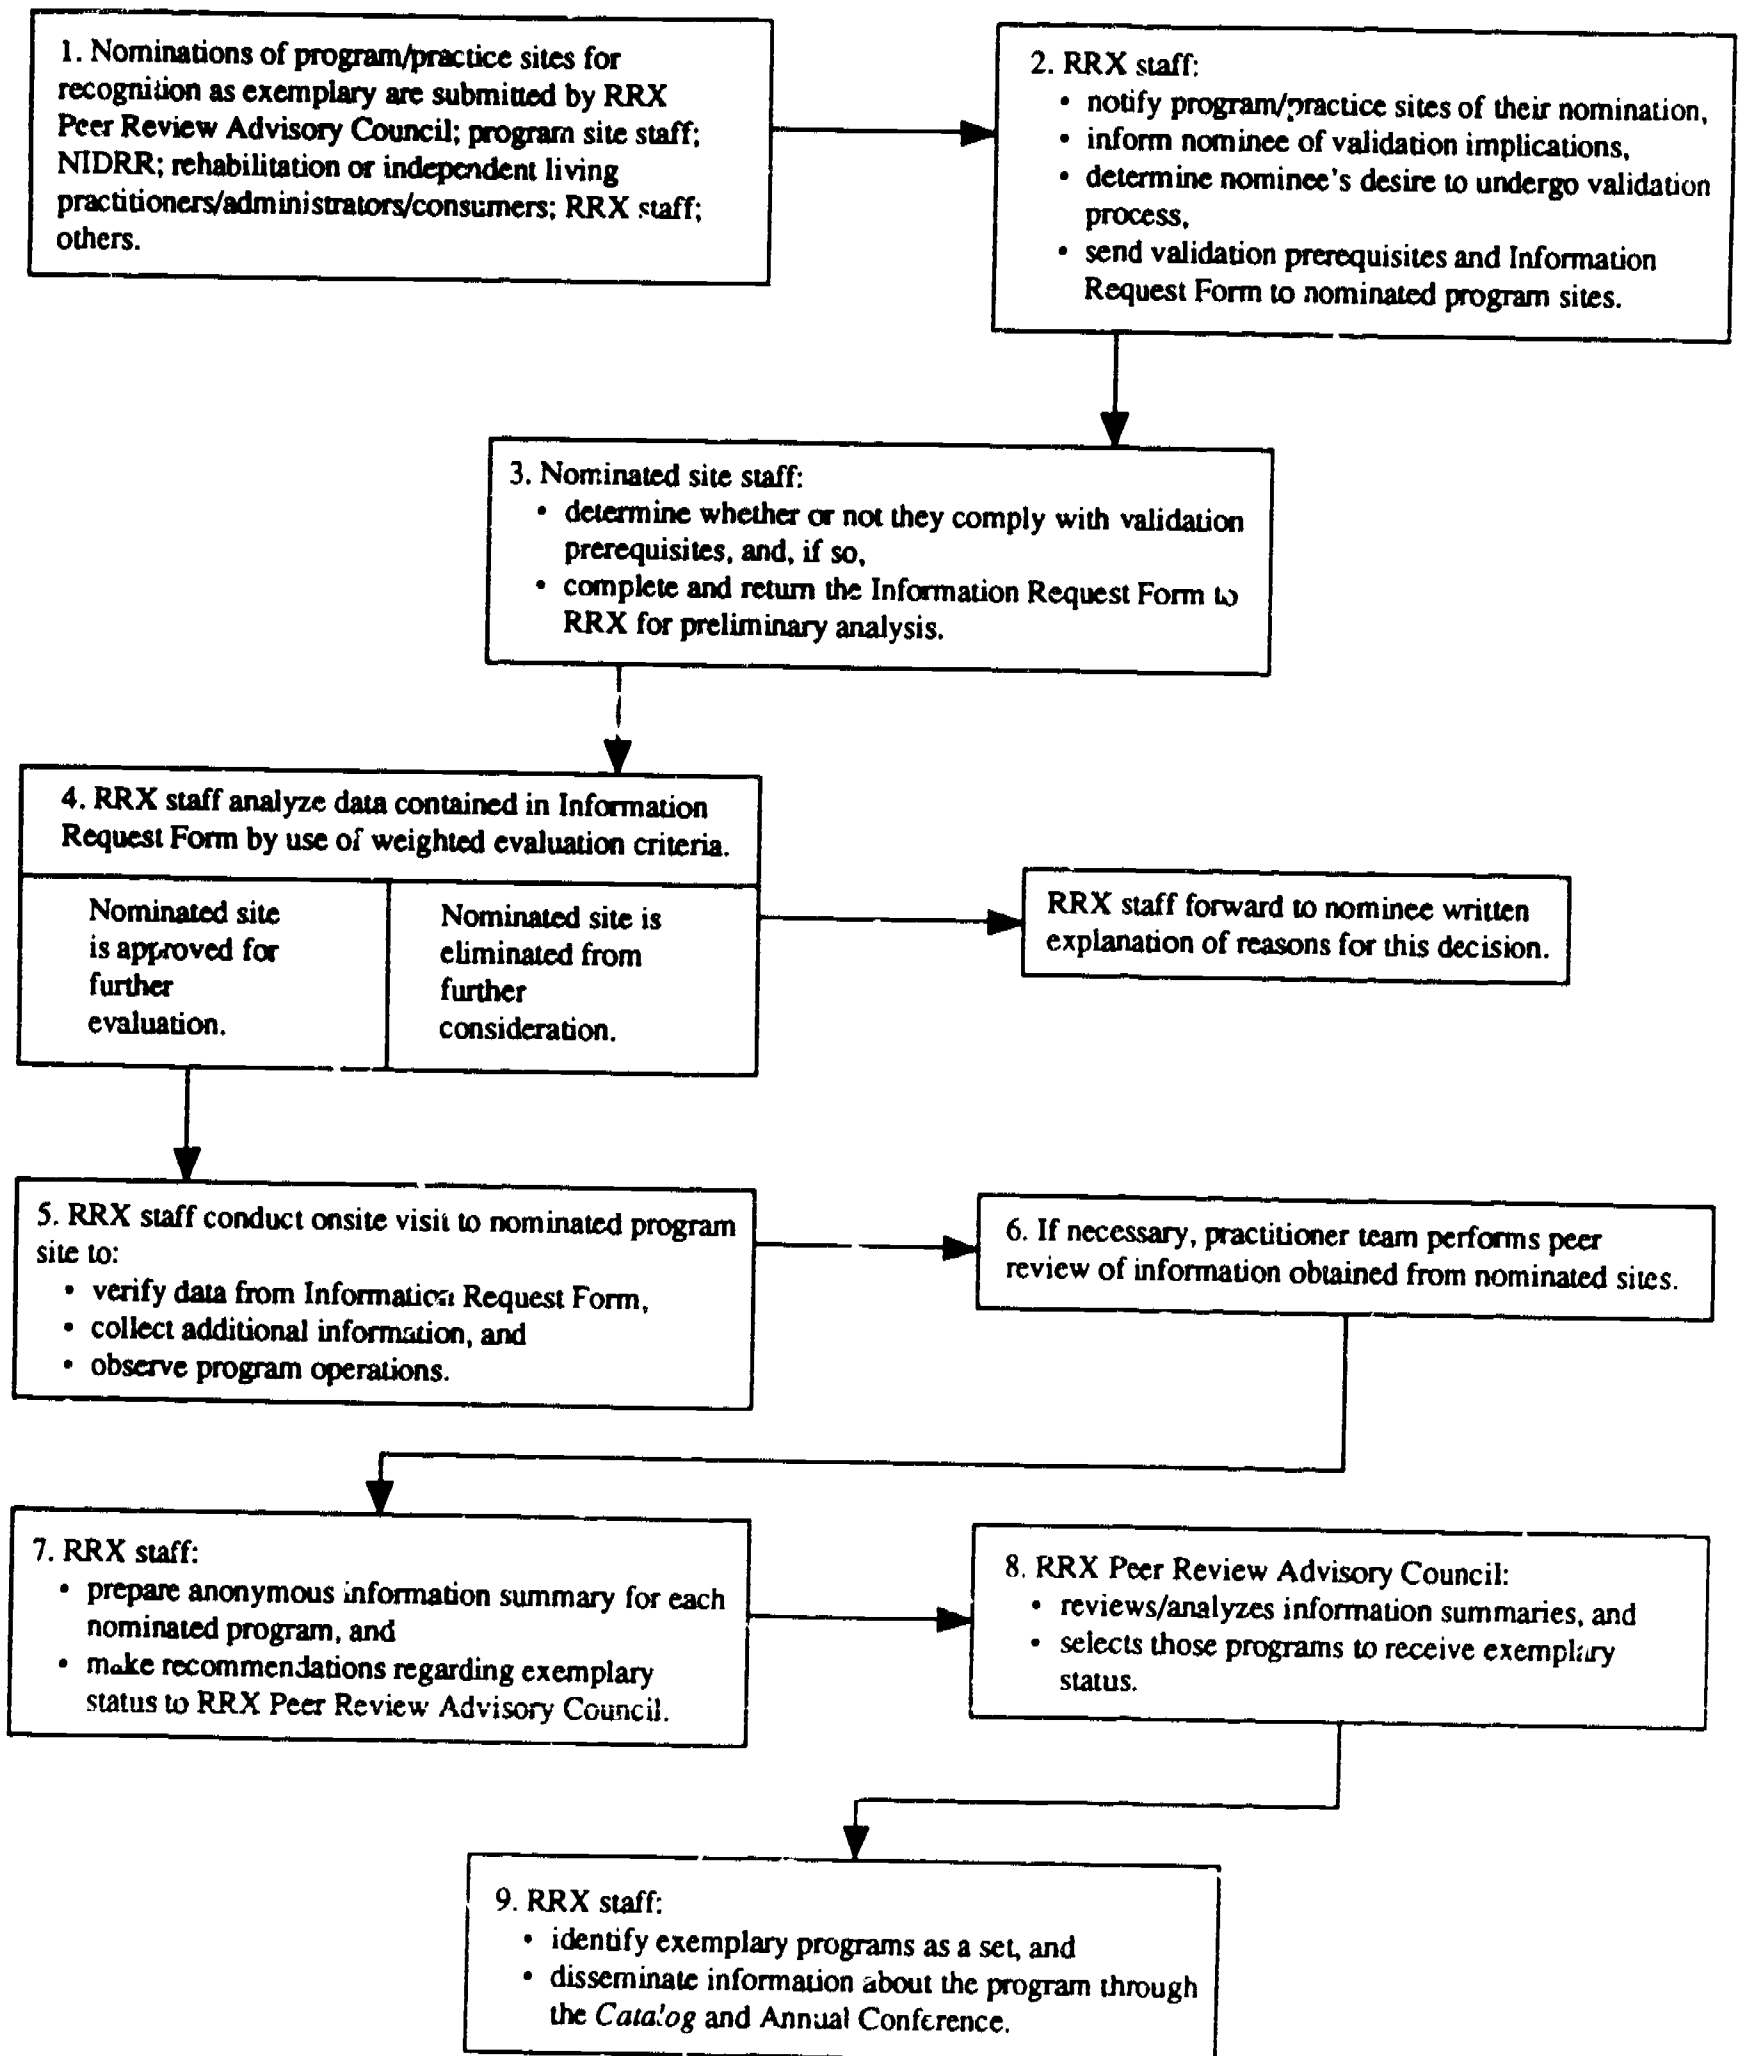 1. Nominations of program/practice sites for
recognition as exemplary are submitted by RRX
Peer Review Advisory Council; program site staff;
NIDRR; rehabilitation or independent living
practitioners/administrators/consumers; RRX staff;
others.
2. RRX staff:
• notify program/practice sites of their nomination,
• inform nominee of validation implications,
• determine nominee's desire to undergo validation
process,
• send validation prerequisites and Information
Request Form to nominated program sites.
3. Nominated site staff:
• determine whether or not they comply with validation
prerequisites, and, if so,
• complete and return the Information Request Form to
RRX for preliminary analysis.
4. RRX staff analyze data contained in Information
Request Form by use of weighted evaluation criteria.
Nominated site
is approved for
further
evaluation.
Nominated site is
eliminated from
further
consideration.
RRX staff forward to nominee written
explanation of reasons for this decision.
5. RRX staff conduct onsite visit to nominated program
site to:
• verify data from Information Request Form,
• collect additional information, and
• observe program operations.
6. If necessary, practitioner team performs peer
review of information obtained from nominated sites.
7. RRX staff:
• prepare anonymous information summary for each
nominated program, and
• make recommendations regarding exemplary
status to RRX Peer Review Advisory Council.
8. RRX Peer Review Advisory Council:
• reviews/analyzes information summaries, and
• selects those programs to receive exemplary
status.
9. RRX staff:
• identify exemplary programs as a set, and
• disseminate information about the program through
the Catalog and Annual Conference.